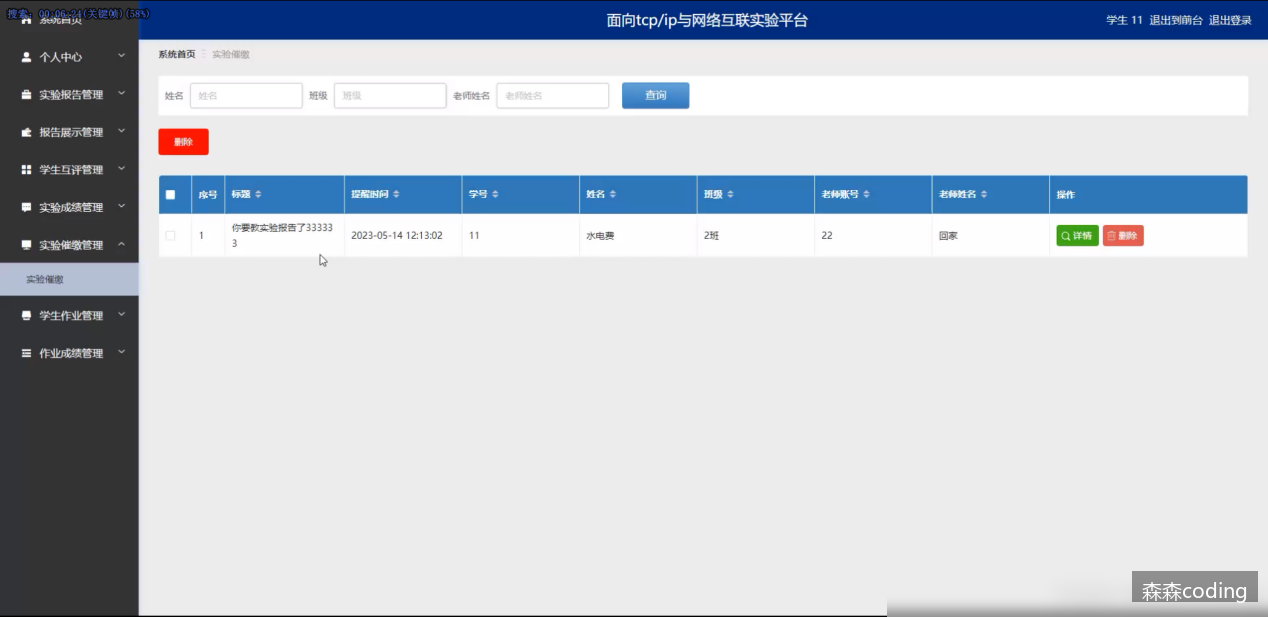 搜索: 00:06:24(关键帧)(58%)
系统首页
面向tcp/ip与网络互联实验平台
学生 11 退出到前台 退出登录
个人中心
实验报告管理
报告展示管理
学生互评管理
实验成绩管理
实验催缴管理
实验催缴
学生作业管理
作业成绩管理
系统首页 实验催缴
姓名 姓名 班级 班级 老师姓名 老师姓名 查询
删除
序号 标题 提醒时间 学号 姓名 班级 老师账号 老师姓名 操作
1 你要教实验报告了33333
3 2023-05-14 12:13:02 11 水电费 2班 22 回家 详情 删除
森森coding